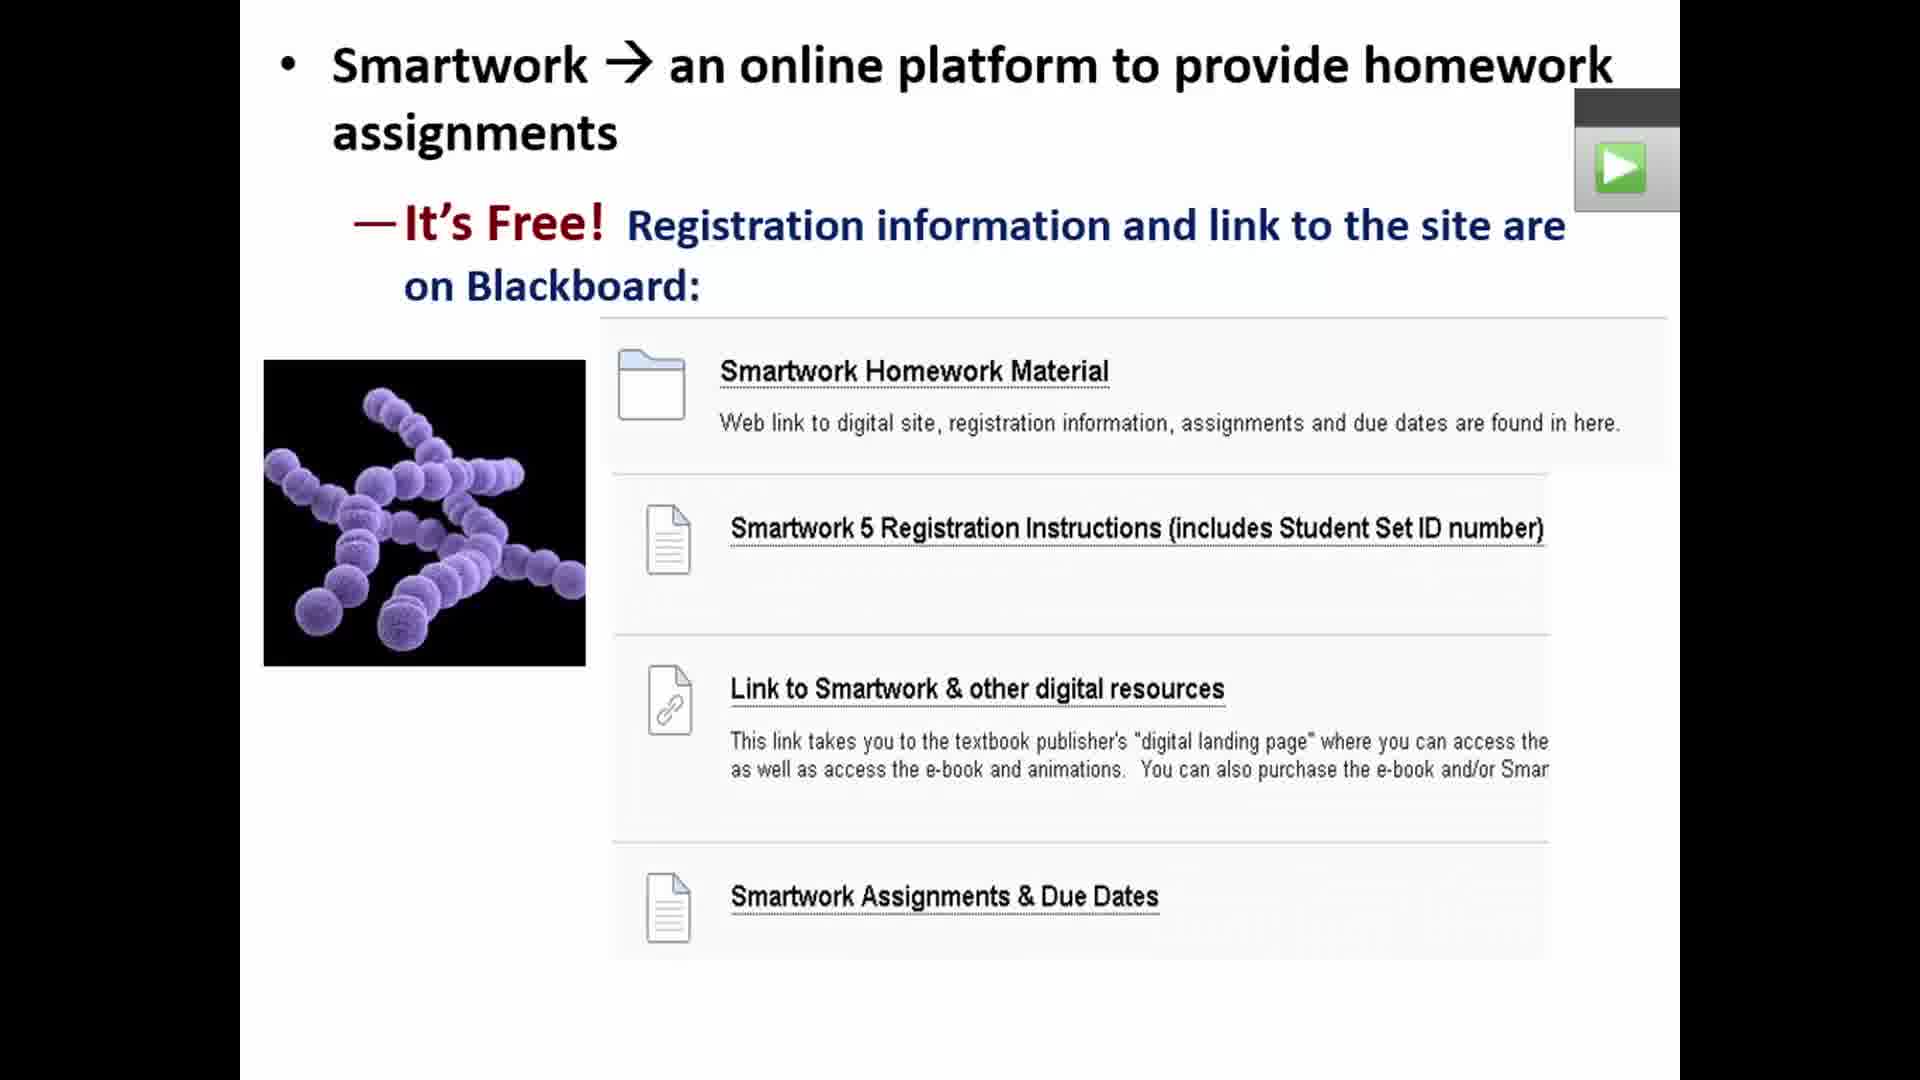 • Smartwork → an online platform to provide homework
assignments
—It's Free! Registration information and link to the site are
on Blackboard:
Smartwork Homework Material
Web link to digital site, registration information, assignments and due dates are found in here.
Smartwork 5 Registration Instructions (includes Student Set ID number)
Link to Smartwork & other digital resources
This link takes you to the textbook publisher's "digital landing page" where you can access the
as well as access the e-book and animations. You can also purchase the e-book and/or Smar
Smartwork Assignments & Due Dates